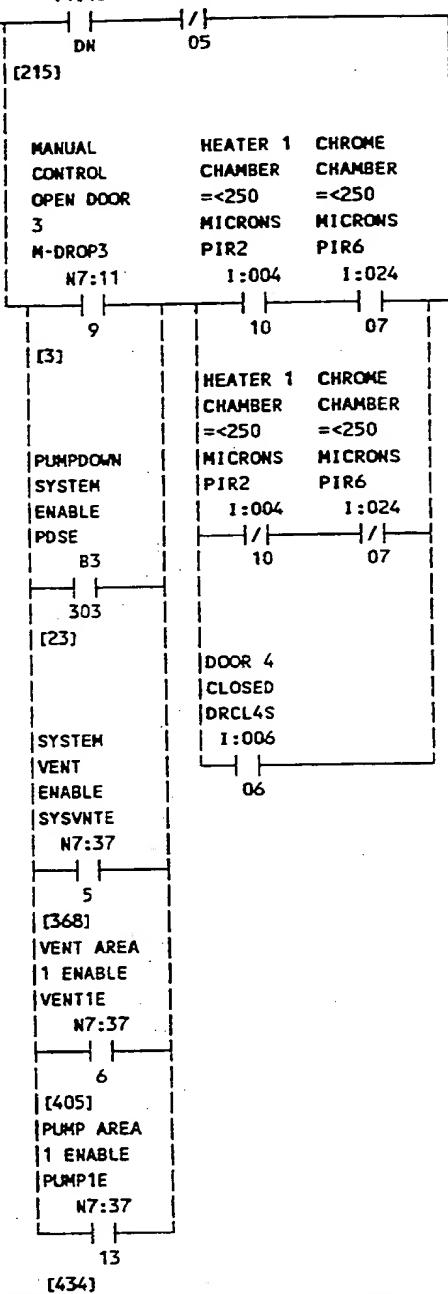 DN 05
[215]
MANUAL HEATER 1 CHROME
CONTROL CHAMBER CHAMBER
OPEN DOOR =<250 =<250
3 MICRONS MICRONS
M-DROP3 PIR2 PIR6
N7:11 I:004 I:024
9 10 07
[3]
HEATER 1 CHROME
CHAMBER CHAMBER
=<250 =<250
PUMPDOWN MICRONS MICRONS
SYSTEM PIR2 PIR6
ENABLE I:004 I:024
PDSE
B3 10 07
303
[23]
DOOR 4
CLOSED
DRCL4S
SYSTEM I:006
VENT
ENABLE 06
SYSVNTE
N7:37
5
[368]
VENT AREA
1 ENABLE
VENT1E
N7:37
6
[405]
PUMP AREA
1 ENABLE
PUMP1E
N7:37
13
[434]